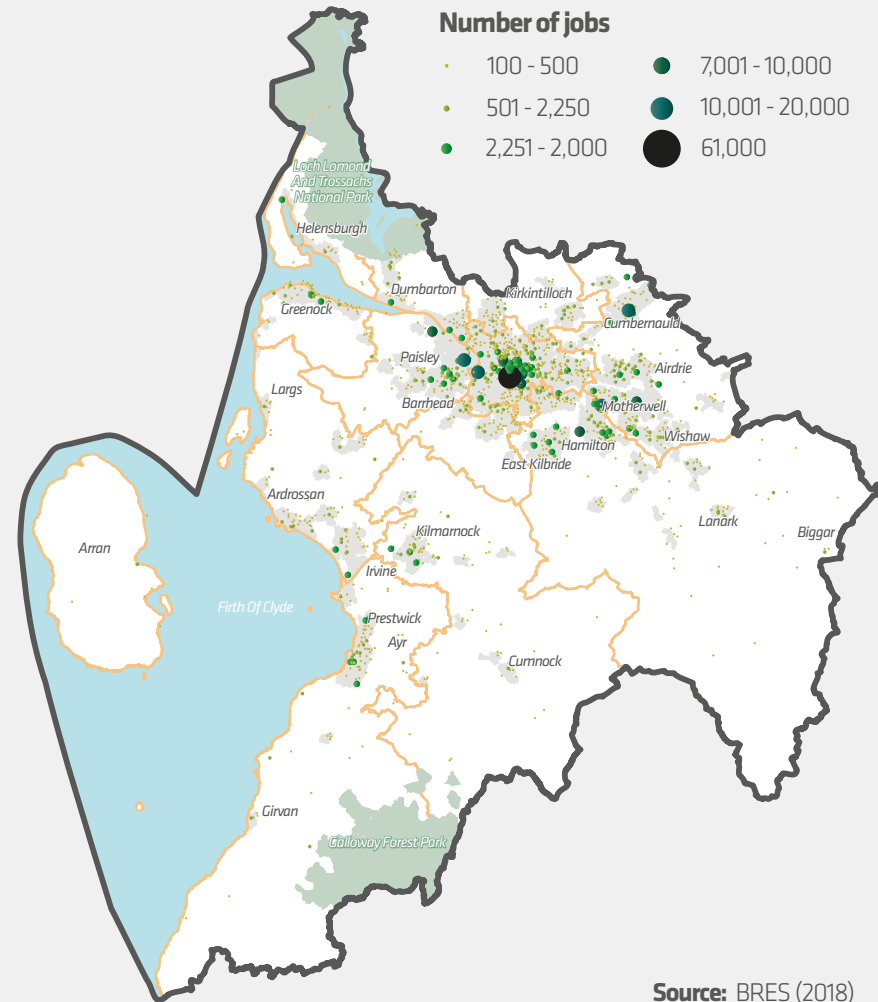 Number of jobs
100 - 500
7,001 - 10,000
501 - 2,250
10,001 - 20,000
2,251 - 2,000
61,000
Loch Lomond
And Trossachs
National Park
Helensburgh
Dumbarton
Kirkintilloch
Greenock
Cumbernauld
Paisley
Airdrie
Largs
Barrhead
Motherwell
Wishaw
Hamilton
East Kilbride
Ardrossan
Lanark
Kilmarnock
Biggar
Arran
Irvine
Firth Of Clyde
Prestwick
Ayr
Cumnock
Girvan
Galloway Forest Park
Source: BRES (2018)